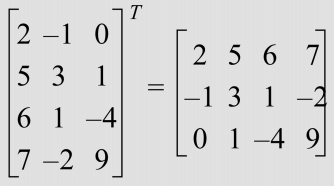 2 –1 0 T 2 5 6 7
5 3 1 = –1 3 1 –2
6 1 –4 0 1 –4 9
7 –2 9